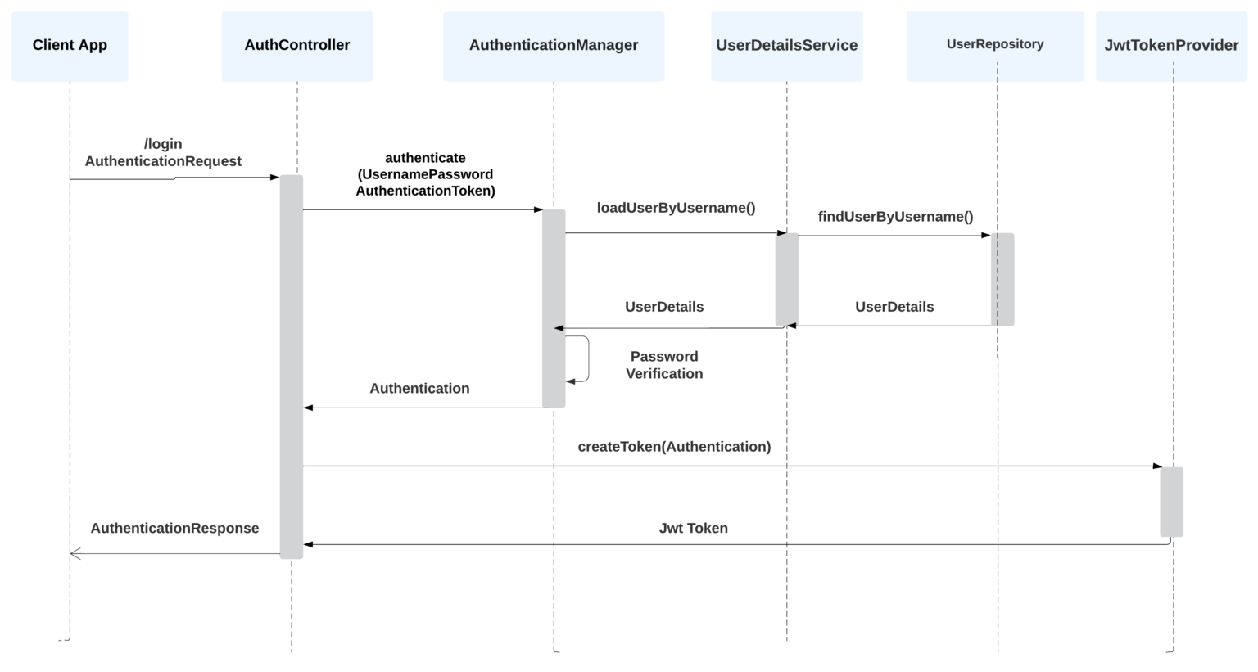 Client App
AuthController
AuthenticationManager
UserDetailsService
UserRepository
JwtTokenProvider
/login
AuthenticationRequest
authenticate
(UsernamePassword
AuthenticationToken)
loadUserByUsername()
findUserByUsername()
UserDetails
UserDetails
Password
Verification
Authentication
createToken(Authentication)
AuthenticationResponse
Jwt Token